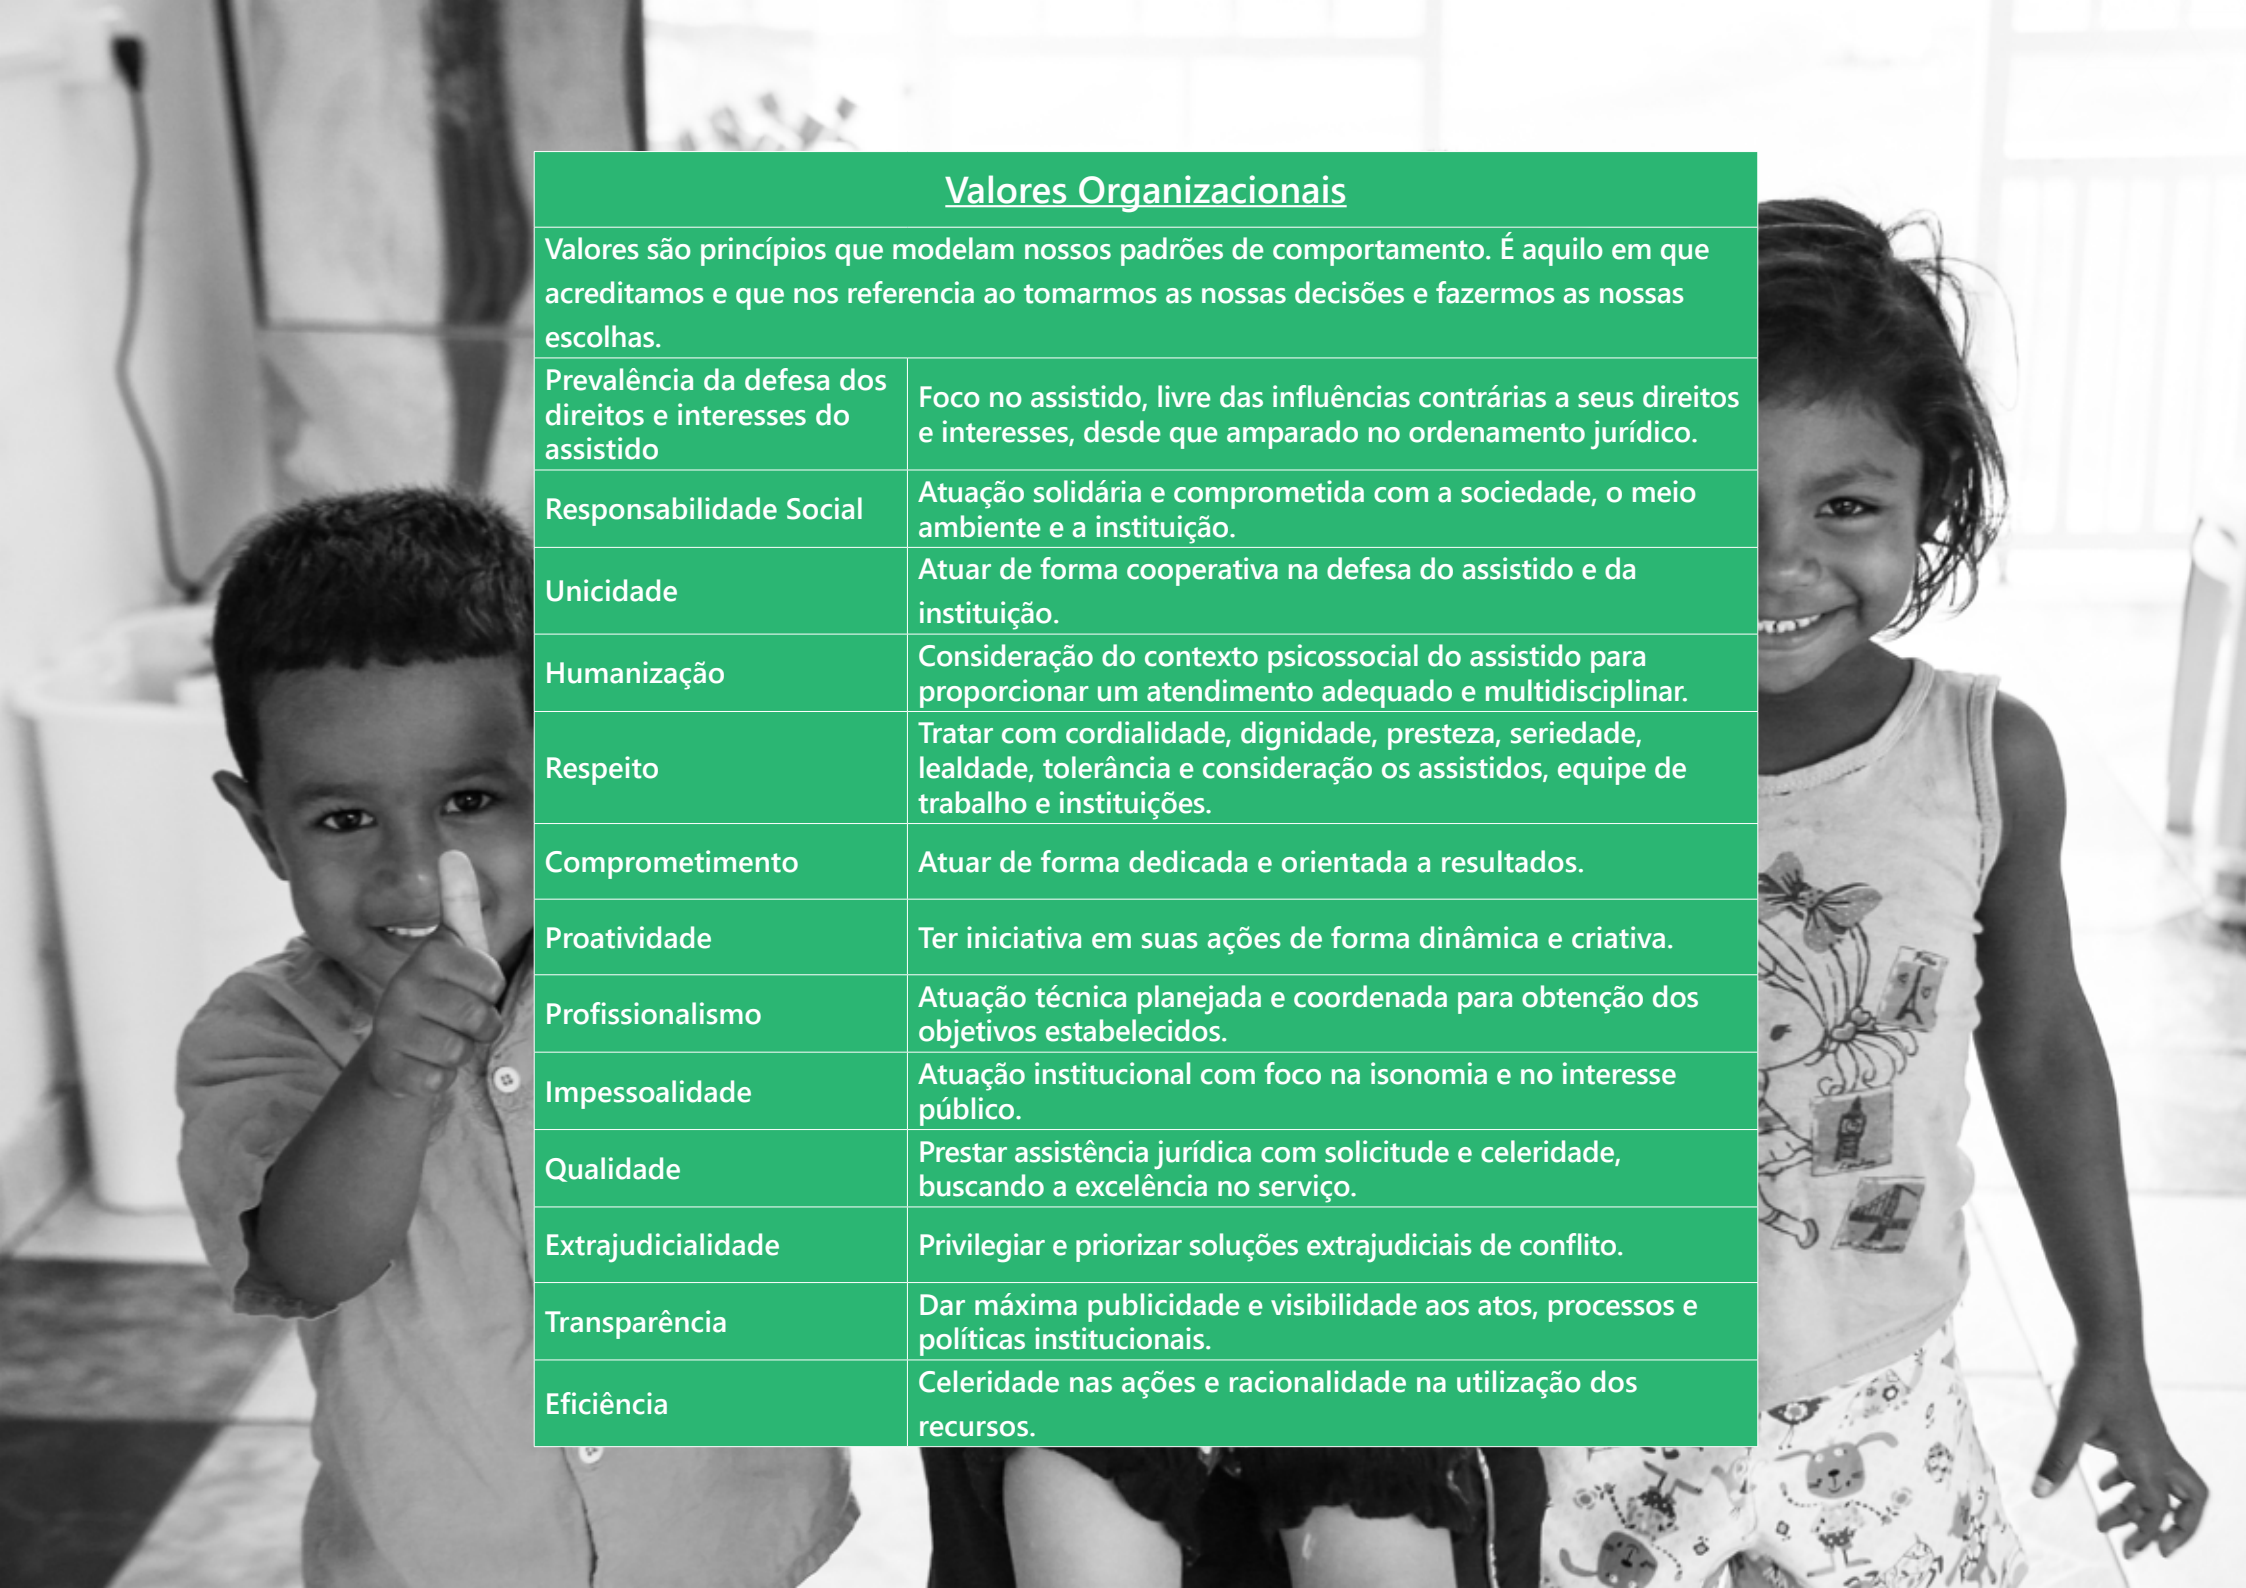 Valores Organizacionais
Valores são princípios que modelam nossos padrões de comportamento. É aquilo em que
acreditamos e que nos referencia ao tomarmos as nossas decisões e fazermos as nossas
escolhas.
Prevalência da defesa dos
direitos e interesses do
assistido
Foco no assistido, livre das influências contrárias a seus direitos
e interesses, desde que amparado no ordenamento jurídico.
Responsabilidade Social
Atuação solidária e comprometida com a sociedade, o meio
ambiente e a instituição.
Unicidade
Atuar de forma cooperativa na defesa do assistido e da
instituição.
Humanização
Consideração do contexto psicossocial do assistido para
proporcionar um atendimento adequado e multidisciplinar.
Respeito
Tratar com cordialidade, dignidade, presteza, seriedade,
lealdade, tolerância e consideração os assistidos, equipe de
trabalho e instituições.
Comprometimento
Atuar de forma dedicada e orientada a resultados.
Proatividade
Ter iniciativa em suas ações de forma dinâmica e criativa.
Profissionalismo
Atuação técnica planejada e coordenada para obtenção dos
objetivos estabelecidos.
Impessoalidade
Atuação institucional com foco na isonomia e no interesse
público.
Qualidade
Prestar assistência jurídica com solicitude e celeridade,
buscando a excelência no serviço.
Extrajudicialidade
Privilegiar e priorizar soluções extrajudiciais de conflito.
Transparência
Dar máxima publicidade e visibilidade aos atos, processos e
políticas institucionais.
Eficiência
Celeridade nas ações e racionalidade na utilização dos
recursos.